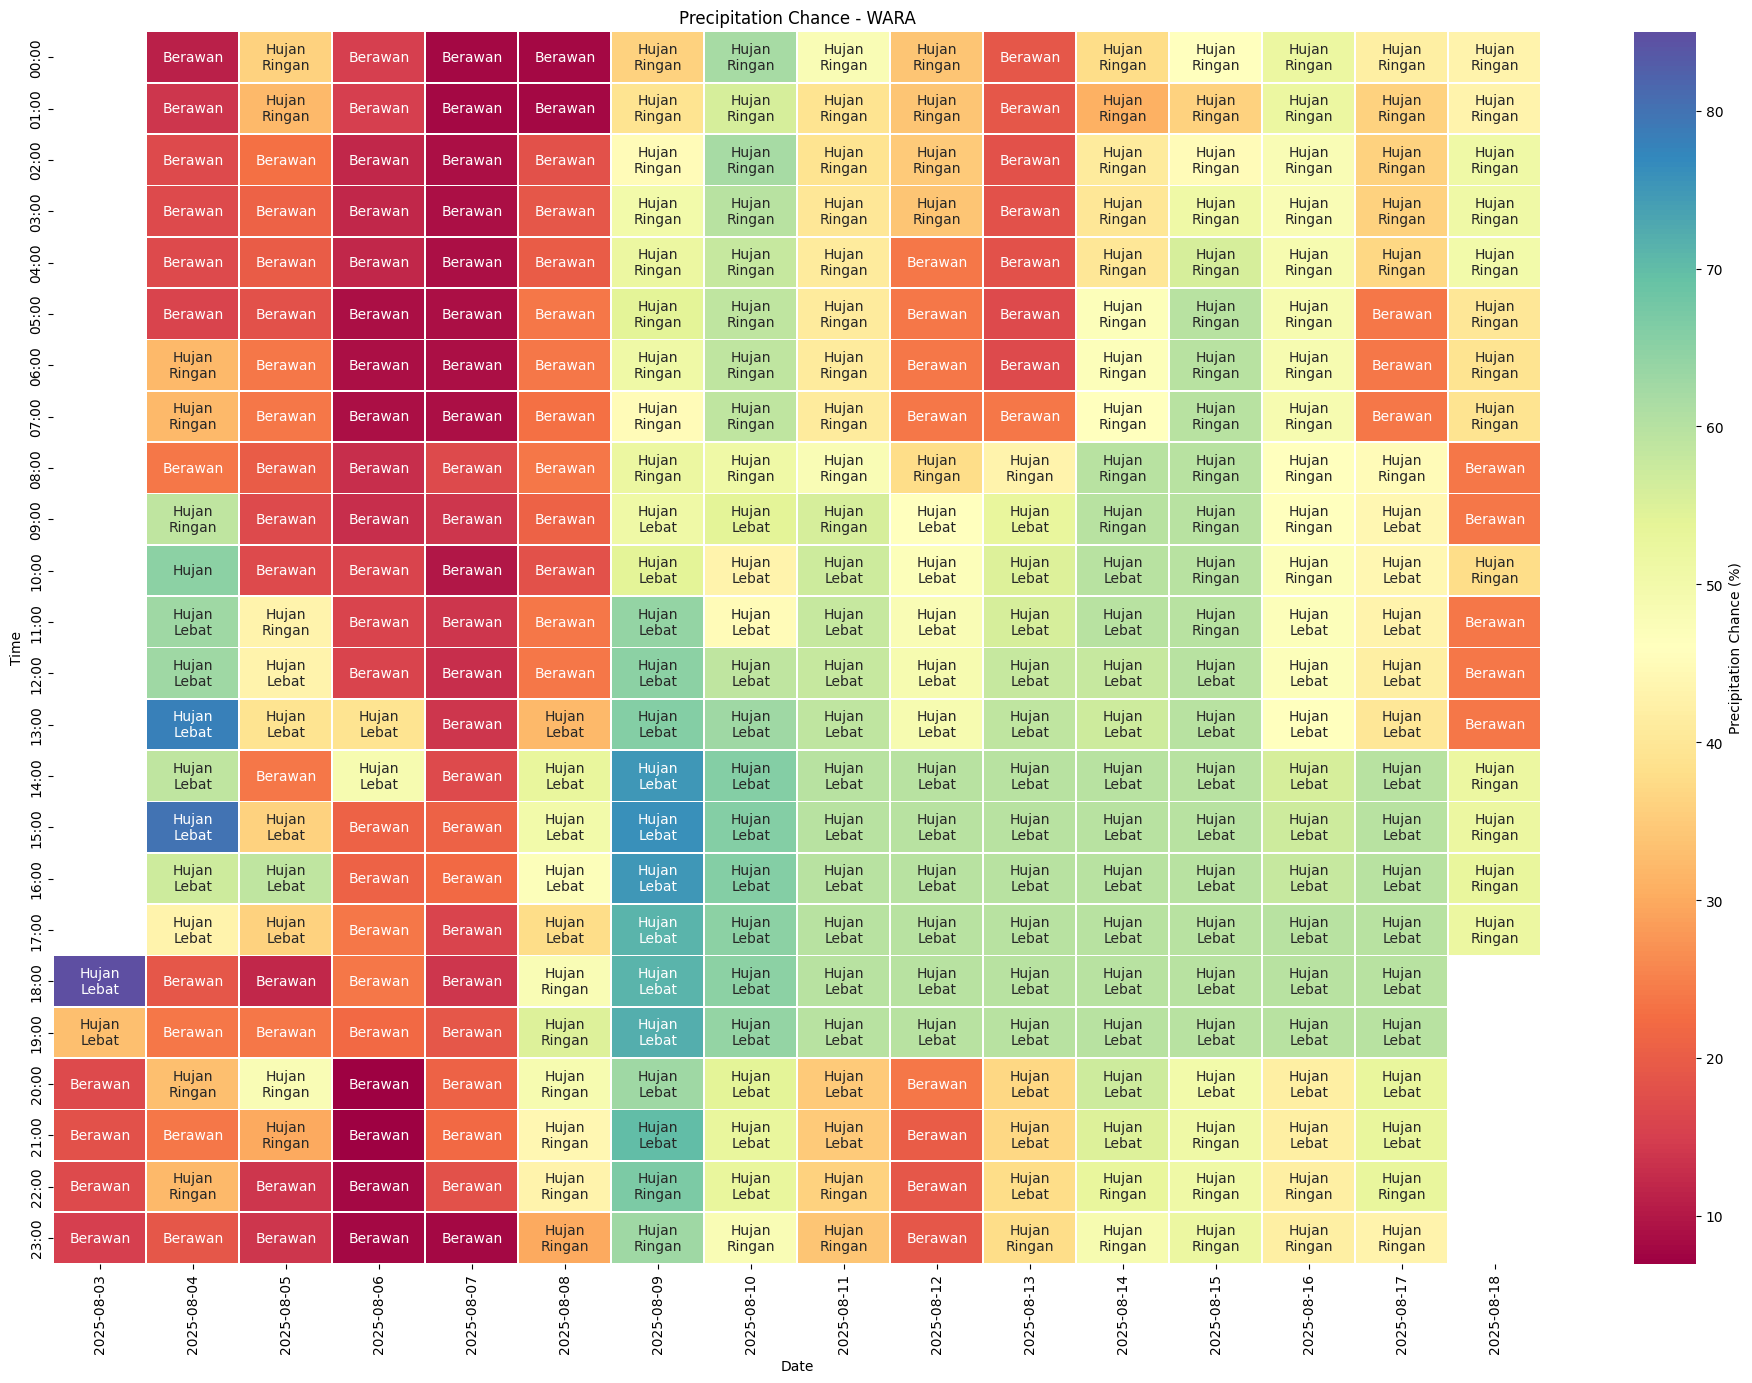 Precipitation Chance - WARA
00:00 Berawan Hujan Ringan Berawan Berawan Berawan Hujan Ringan Hujan Ringan Hujan Ringan Hujan Ringan Berawan Hujan Ringan Hujan Ringan Hujan Ringan Hujan Ringan Hujan Ringan
01:00 Berawan Hujan Ringan Berawan Berawan Berawan Hujan Ringan Hujan Ringan Hujan Ringan Hujan Ringan Berawan Hujan Ringan Hujan Ringan Hujan Ringan Hujan Ringan Hujan Ringan
02:00 Berawan Berawan Berawan Berawan Berawan Hujan Ringan Hujan Ringan Hujan Ringan Hujan Ringan Berawan Hujan Ringan Hujan Ringan Hujan Ringan Hujan Ringan Hujan Ringan
03:00 Berawan Berawan Berawan Berawan Berawan Hujan Ringan Hujan Ringan Hujan Ringan Hujan Ringan Berawan Hujan Ringan Hujan Ringan Hujan Ringan Hujan Ringan Hujan Ringan
04:00 Berawan Berawan Berawan Berawan Berawan Hujan Ringan Hujan Ringan Hujan Ringan Berawan Berawan Hujan Ringan Hujan Ringan Hujan Ringan Hujan Ringan Hujan Ringan
05:00 Berawan Berawan Berawan Berawan Berawan Hujan Ringan Hujan Ringan Hujan Ringan Berawan Berawan Hujan Ringan Hujan Ringan Hujan Ringan Berawan Hujan Ringan
06:00 Hujan Ringan Berawan Berawan Berawan Berawan Hujan Ringan Hujan Ringan Hujan Ringan Berawan Berawan Hujan Ringan Hujan Ringan Hujan Ringan Berawan Hujan Ringan
07:00 Hujan Ringan Berawan Berawan Berawan Berawan Hujan Ringan Hujan Ringan Hujan Ringan Berawan Berawan Hujan Ringan Hujan Ringan Hujan Ringan Berawan Hujan Ringan
08:00 Berawan Berawan Berawan Berawan Berawan Hujan Ringan Hujan Ringan Hujan Ringan Hujan Ringan Hujan Ringan Hujan Ringan Hujan Ringan Hujan Ringan Hujan Ringan Berawan
09:00 Hujan Ringan Berawan Berawan Berawan Berawan Hujan Lebat Hujan Lebat Hujan Ringan Hujan Lebat Hujan Lebat Hujan Ringan Hujan Ringan Hujan Ringan Hujan Lebat Berawan
10:00 Hujan Berawan Berawan Berawan Berawan Hujan Lebat Hujan Lebat Hujan Lebat Hujan Lebat Hujan Lebat Hujan Lebat Hujan Ringan Hujan Ringan Hujan Lebat Hujan Ringan
11:00 Hujan Lebat Hujan Ringan Berawan Berawan Berawan Hujan Lebat Hujan Lebat Hujan Lebat Hujan Lebat Hujan Lebat Hujan Lebat Hujan Ringan Hujan Lebat Hujan Lebat Berawan
12:00 Hujan Lebat Hujan Lebat Berawan Berawan Berawan Hujan Lebat Hujan Lebat Hujan Lebat Hujan Lebat Hujan Lebat Hujan Lebat Hujan Lebat Hujan Lebat Hujan Lebat Berawan
13:00 Hujan Lebat Hujan Lebat Hujan Lebat Berawan Hujan Lebat Hujan Lebat Hujan Lebat Hujan Lebat Hujan Lebat Hujan Lebat Hujan Lebat Hujan Lebat Hujan Lebat Hujan Lebat Berawan
14:00 Hujan Lebat Berawan Hujan Lebat Berawan Hujan Lebat Hujan Lebat Hujan Lebat Hujan Lebat Hujan Lebat Hujan Lebat Hujan Lebat Hujan Lebat Hujan Lebat Hujan Lebat Hujan Ringan
15:00 Hujan Lebat Hujan Lebat Berawan Berawan Hujan Lebat Hujan Lebat Hujan Lebat Hujan Lebat Hujan Lebat Hujan Lebat Hujan Lebat Hujan Lebat Hujan Lebat Hujan Lebat Hujan Ringan
16:00 Hujan Lebat Hujan Lebat Berawan Berawan Hujan Lebat Hujan Lebat Hujan Lebat Hujan Lebat Hujan Lebat Hujan Lebat Hujan Lebat Hujan Lebat Hujan Lebat Hujan Lebat Hujan Ringan
17:00 Hujan Lebat Hujan Lebat Berawan Berawan Hujan Lebat Hujan Lebat Hujan Lebat Hujan Lebat Hujan Lebat Hujan Lebat Hujan Lebat Hujan Lebat Hujan Lebat Hujan Lebat Hujan Ringan
18:00 Hujan Lebat Berawan Berawan Berawan Berawan Hujan Ringan Hujan Lebat Hujan Lebat Hujan Lebat Hujan Lebat Hujan Lebat Hujan Lebat Hujan Lebat Hujan Lebat Hujan Lebat
19:00 Hujan Lebat Berawan Berawan Berawan Berawan Hujan Ringan Hujan Lebat Hujan Lebat Hujan Lebat Hujan Lebat Hujan Lebat Hujan Lebat Hujan Lebat Hujan Lebat Hujan Lebat
20:00 Berawan Hujan Ringan Hujan Ringan Berawan Berawan Hujan Ringan Hujan Lebat Hujan Lebat Hujan Lebat Berawan Hujan Lebat Hujan Lebat Hujan Lebat Hujan Lebat Hujan Lebat
21:00 Berawan Berawan Hujan Ringan Berawan Berawan Hujan Ringan Hujan Lebat Hujan Lebat Hujan Lebat Berawan Hujan Lebat Hujan Lebat Hujan Ringan Hujan Lebat Hujan Lebat
22:00 Berawan Hujan Ringan Berawan Berawan Berawan Hujan Ringan Hujan Ringan Hujan Lebat Hujan Ringan Berawan Hujan Lebat Hujan Ringan Hujan Ringan Hujan Ringan Hujan Ringan
23:00 Berawan Berawan Berawan Berawan Berawan Hujan Ringan Hujan Ringan Hujan Ringan Hujan Ringan Berawan Hujan Ringan Hujan Ringan Hujan Ringan Hujan Ringan Hujan Ringan
Time
2025-08-03 2025-08-04 2025-08-05 2025-08-06 2025-08-07 2025-08-08 2025-08-09 2025-08-10 2025-08-11 2025-08-12 2025-08-13 2025-08-14 2025-08-15 2025-08-16 2025-08-17 2025-08-18
Date
80
70
60
50
40
30
20
10
Precipitation Chance (%)